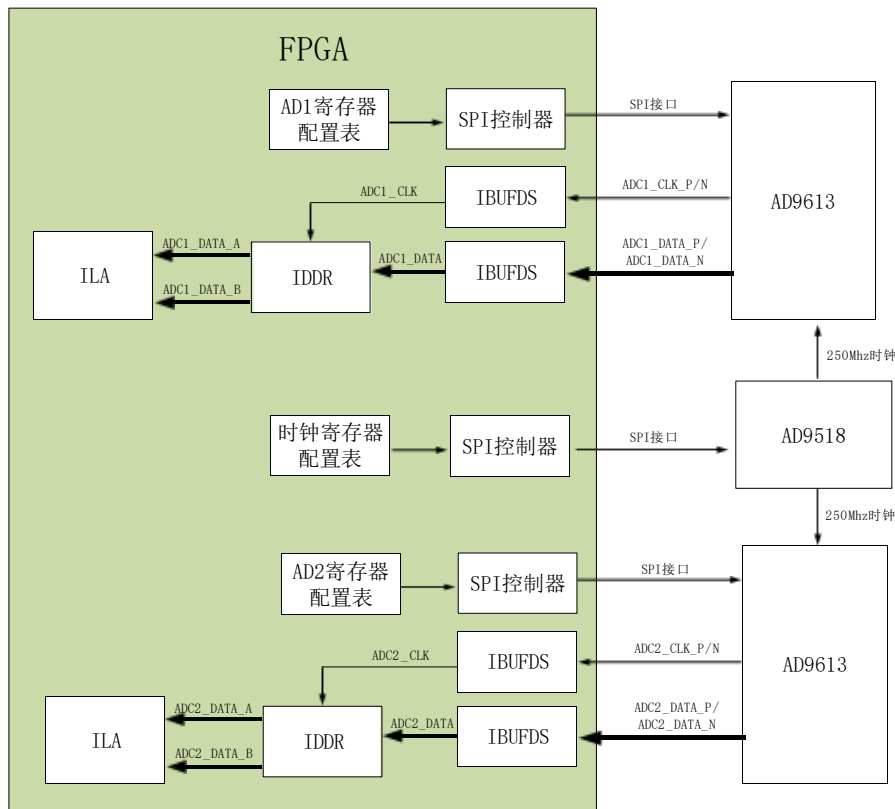 FPGA
AD1寄存器
配置表
SPI控制器
SPI接口
AD9613
ADC1_CLK
IBUFDS
ADC1_CLK_P/N
ILA
ADC1_DATA_A
ADC1_DATA_B
IDDR
ADC1_DATA
IBUFDS
ADC1_DATA_P/
ADC1_DATA_N
250Mhz时钟
时钟寄存器
配置表
SPI控制器
SPI接口
AD9518
250Mhz时钟
AD2寄存器
配置表
SPI控制器
SPI接口
AD9613
ADC2_CLK
IBUFDS
ADC2_CLK_P/N
ILA
ADC2_DATA_A
ADC2_DATA_B
IDDR
ADC2_DATA
IBUFDS
ADC2_DATA_P/
ADC2_DATA_N